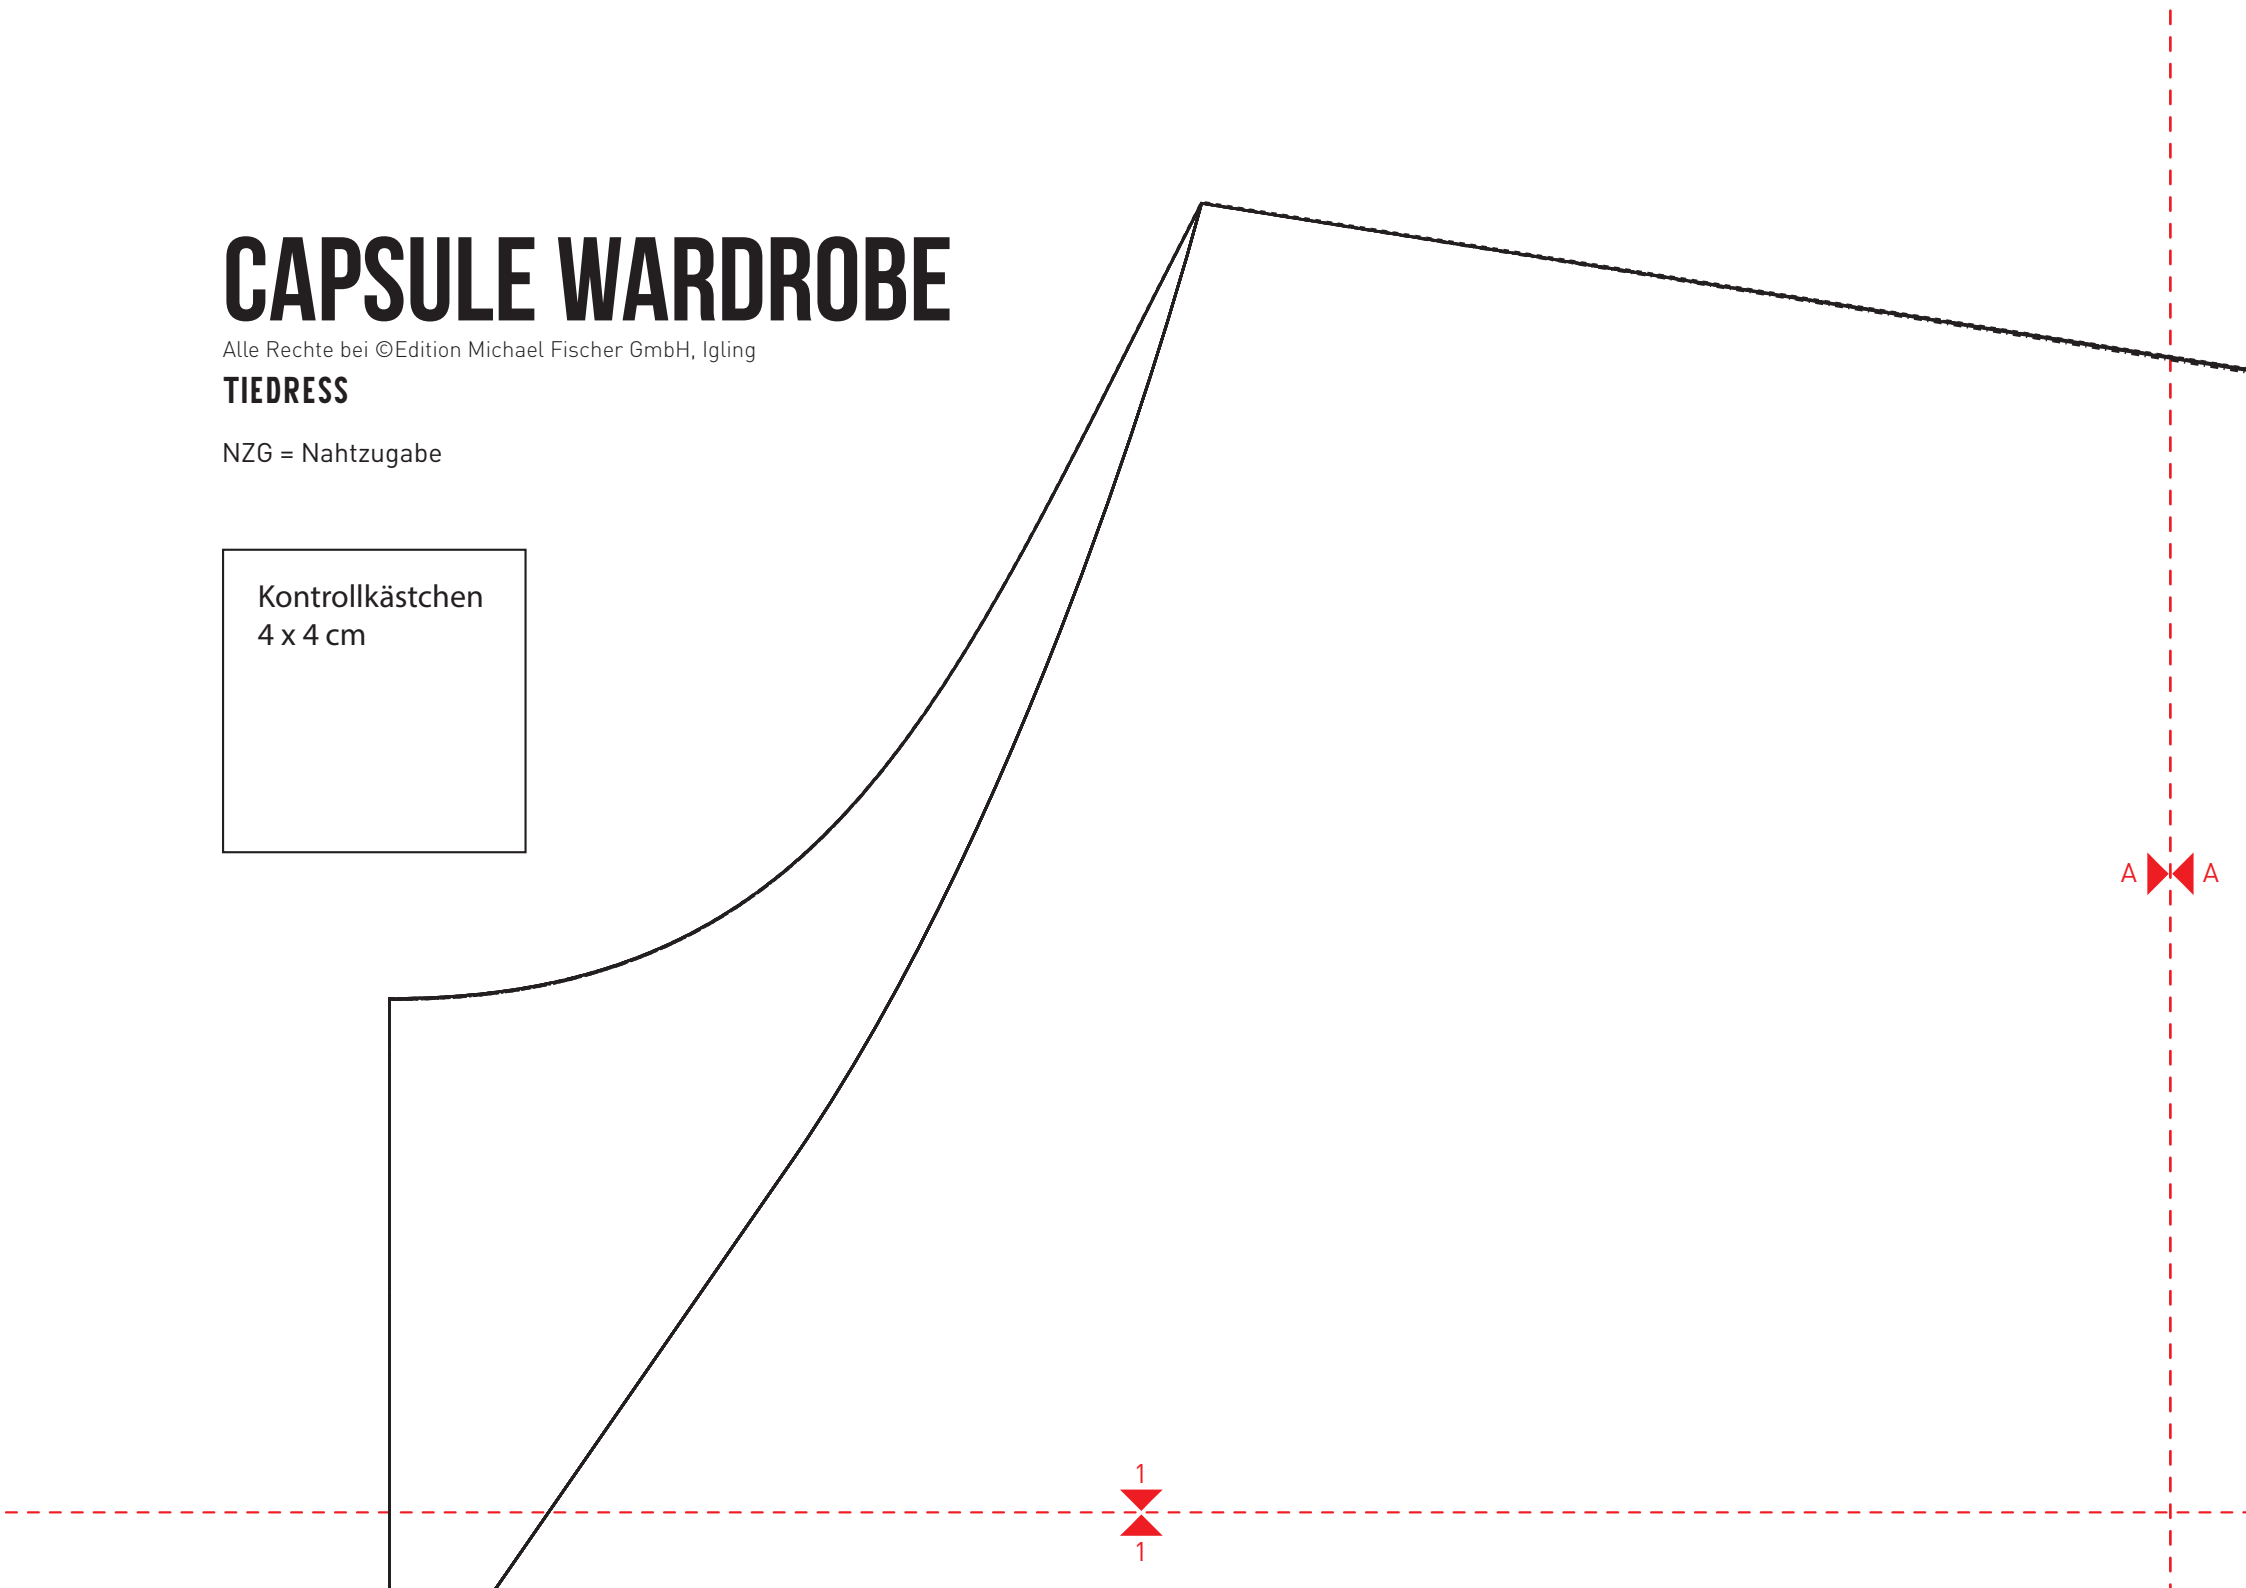 CAPSULE WARDROBE
Alle Rechte bei ©Edition Michael Fischer GmbH, Igling
TIEDRESS
NZG = Nahtzugabe
Kontrollkästchen
4 x 4 cm
A A
1
1